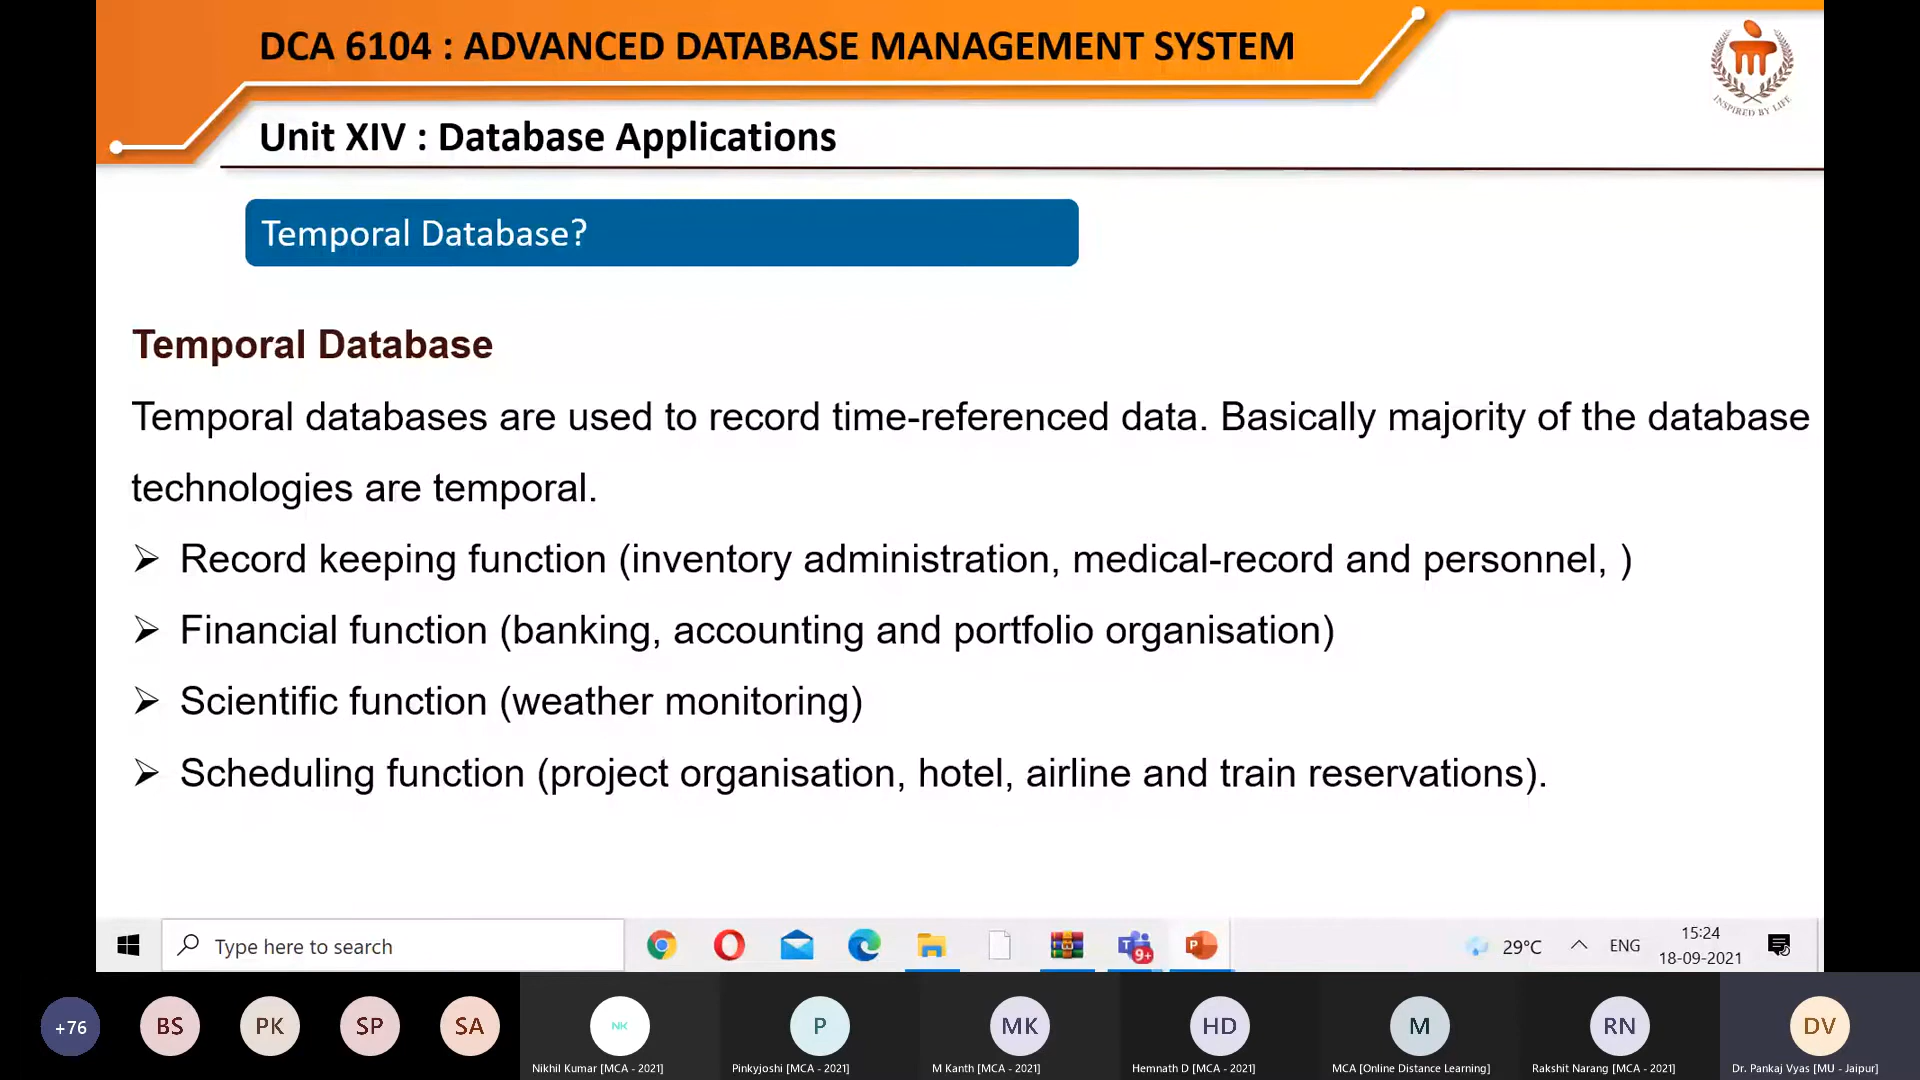 DCA 6104 : ADVANCED DATABASE MANAGEMENT SYSTEM
INSPIRED BY LIFE
Unit XIV : Database Applications
Temporal Database?
Temporal Database
Temporal databases are used to record time-referenced data. Basically majority of the database
technologies are temporal.
Record keeping function (inventory administration, medical-record and personnel, )
Financial function (banking, accounting and portfolio organisation)
Scientific function (weather monitoring)
Scheduling function (project organisation, hotel, airline and train reservations).
Type here to search
9+
29°C
ENG
15:24
18-09-2021
+76
BS
PK
SP
SA
NK
P
MK
HD
M
RN
DV
Nikhil Kumar [MCA - 2021]
Pinkyjoshi [MCA - 2021]
M Kanth [MCA - 2021]
Hemnath D [MCA - 2021]
MCA [Online Distance Learning]
Rakshit Narang [MCA - 2021]
Dr. Pankaj Vyas [MU - Jaipur]